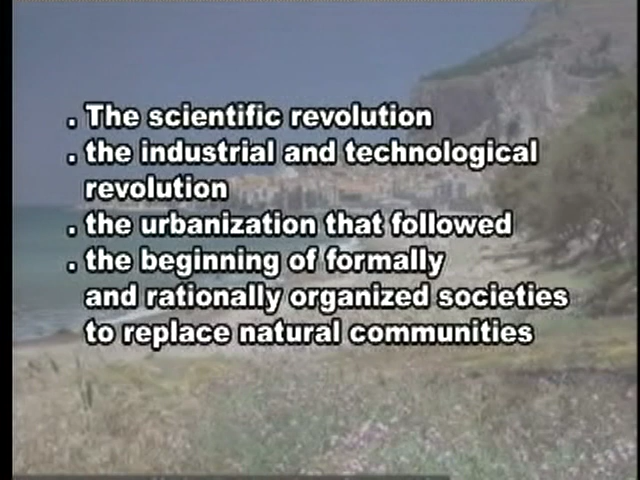 . The scientific revolution
. the industrial and technological
revolution
. the urbanization that followed
. the beginning of formally
and rationally organized societies
to replace natural communities